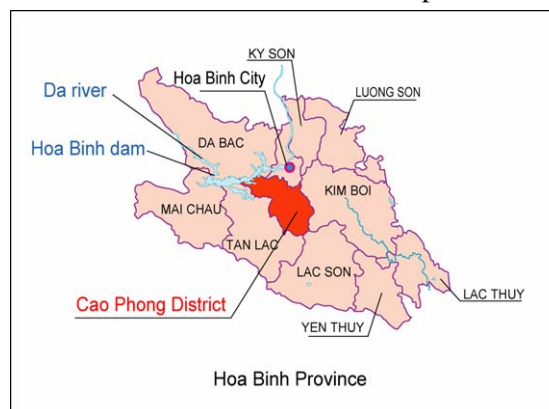 KY SON
Hoa Binh City
LUONG SON
Da river
DA BAC
Hoa Binh dam
KIM BOI
MAI CHAU
TAN LAC
LAC SON
Cao Phong District
LAC THUY
YEN THUY
Hoa Binh Province